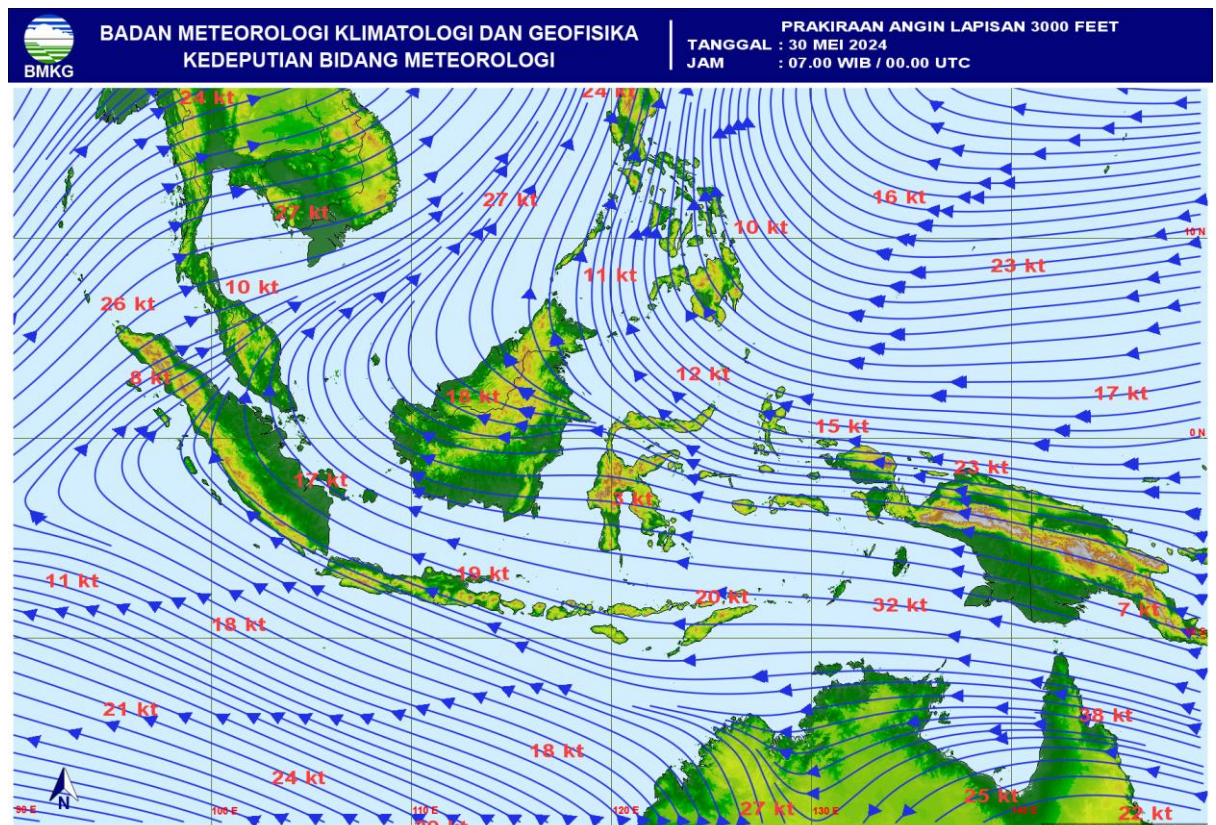 BMKG
BADAN METEOROLOGI KLIMATOLOGI DAN GEOFISIKA
KEDEPUTIAN BIDANG METEOROLOGI
PRAKIRAAN ANGIN LAPISAN 3000 FEET
TANGGAL : 30 MEI 2024
JAM : 07.00 WIB / 00.00 UTC
24 kt
24 kt
27 kt
27 kt
16 kt
10 kt
10 N
11 kt
23 kt
10 kt
26 kt
8 kt
12 kt
18 kt
17 kt
15 kt
0 N
17 kt
3 kt
23 kt
11 kt
19 kt
20 kt
32 kt
7 kt
18 kt
21 kt
18 kt
38 kt
24 kt
N
90 E
100 E
110 E
120 E
27 kt
130 E
25 kt
140 E
22 kt